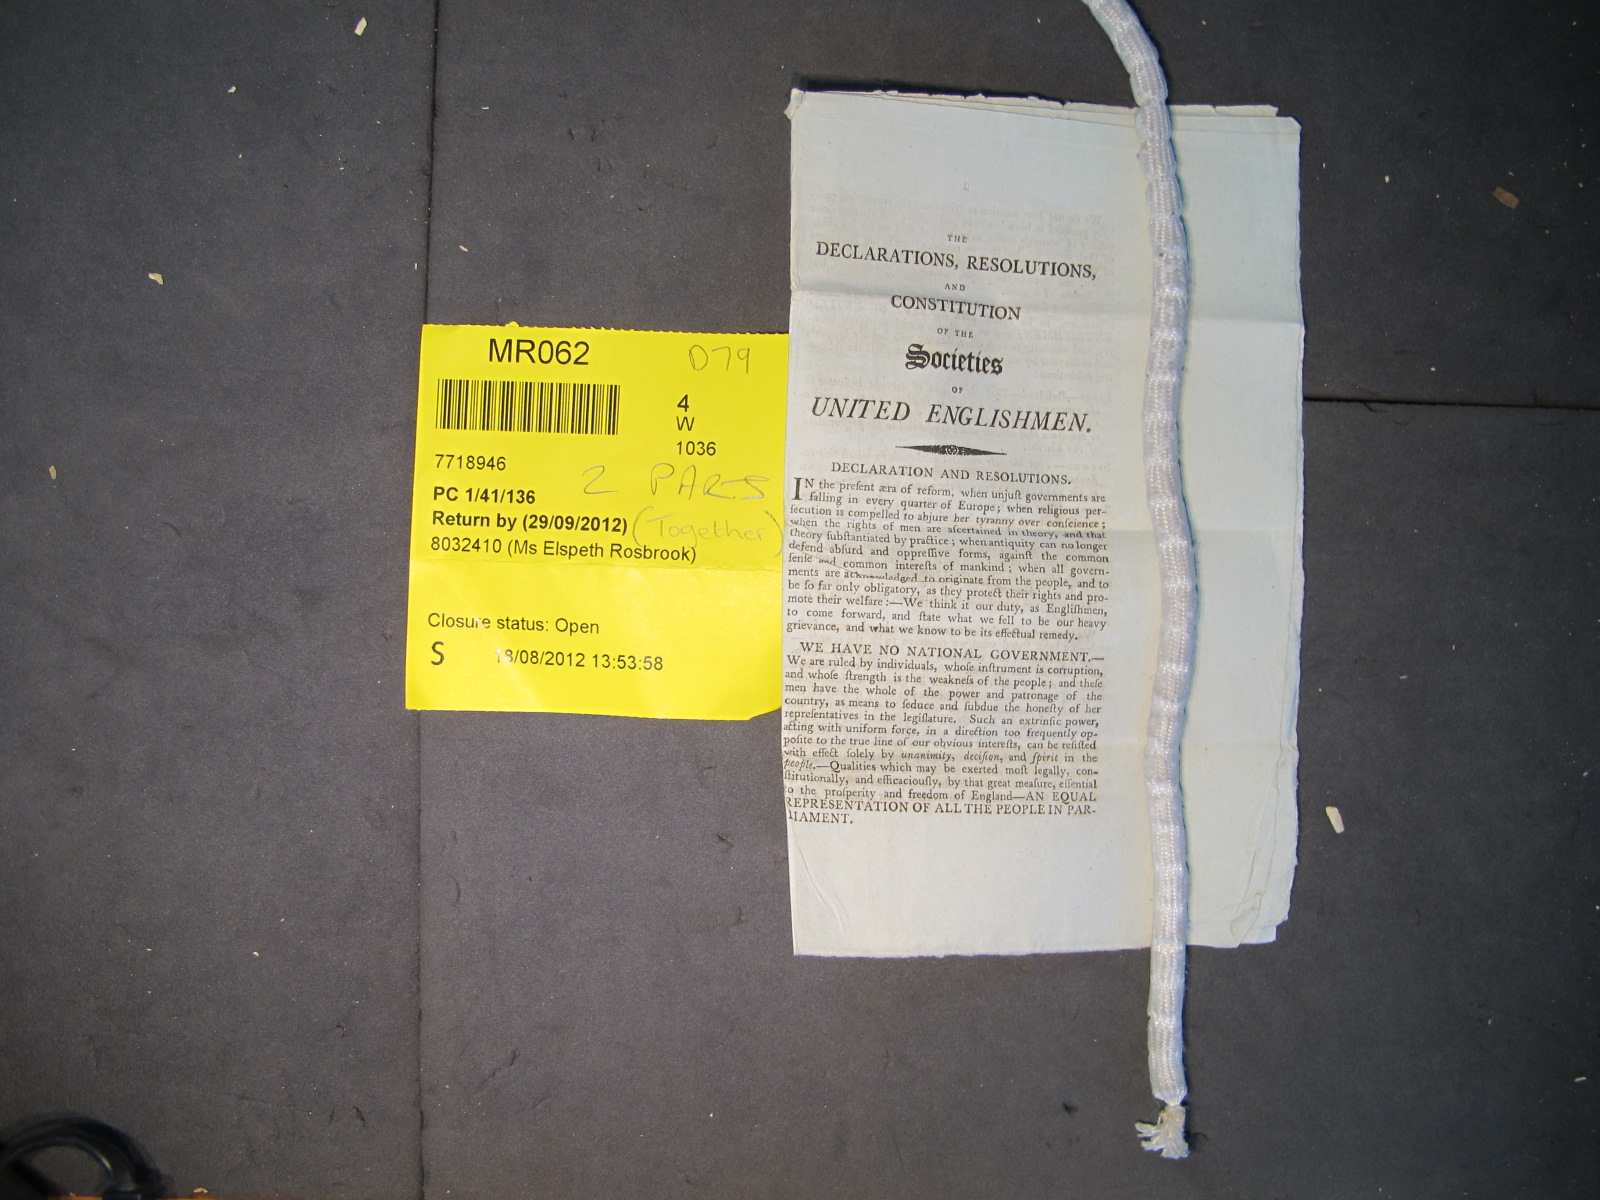 MR062 D79
4
W
1036
7718946
2 PARTS
PC 1/41/136
Return by (29/09/2012) (Together)
8032410 (Ms Elspeth Rosbrook)
Closure status: Open
S 18/08/2012 13:53:58
THE
DECLARATIONS, RESOLUTIONS,
AND
CONSTITUTION
OF THE
Societies
OF
UNITED ENGLISHMEN.
DECLARATION AND RESOLUTIONS.
IN the preſent æra of reform, when unjuſt governments are
falling in every quarter of Europe; when religious per-
ſecution is compelled to abjure her tyranny over conſcience;
when the rights of men are aſcertained in theory, and that
theory ſubſtantiated by practice; when antiquity can no longer
defend abſurd and oppreſſive forms, againſt the common
ſenſe and common intereſts of mankind; when all govern-
ments are acknowledged to originate from the people, and to
be ſo far only obligatory, as they protect their rights and pro-
mote their welfare:—We think it our duty, as Engliſhmen,
to come forward, and ſtate what we fell to be our heavy
grievance, and what we know to be its effectual remedy.
WE HAVE NO NATIONAL GOVERNMENT.—
We are ruled by individuals, whoſe inſtrument is corruption,
and whoſe ſtrength is the weakneſs of the people; and theſe
men have the whole of the power and patronage of the
country, as means to ſeduce and ſubdue the honeſty of her
repreſentatives in the legiſlature. Such an extrinſic power,
acting with uniform force, in a direction too frequently op-
poſite to the true line of our obvious intereſts, can be reſiſted
with effect ſolely by unanimity, deciſion, and ſpirit in the
people.—Qualities which may be exerted moſt legally, con-
ſtitutionally, and efficaciouſly, by that great meaſure, eſſential
to the proſperity and freedom of England—AN EQUAL
REPRESENTATION OF ALL THE PEOPLE IN PAR-
LIAMENT.